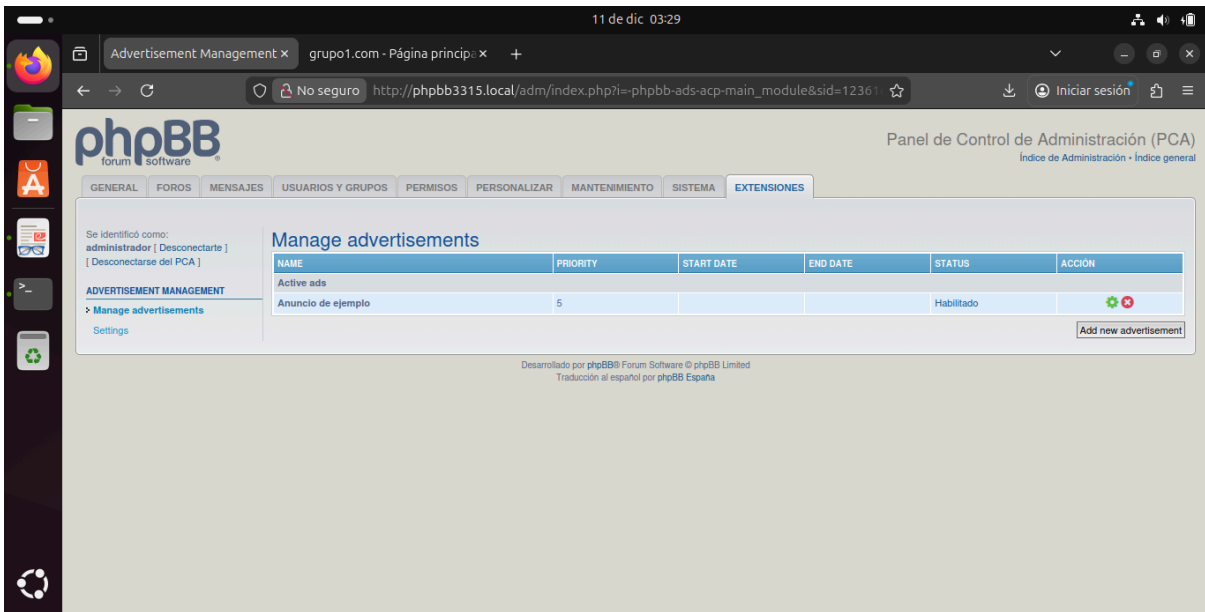 11 de dic 03:29
Advertisement Management
grupo1.com - Página principa
No seguro
http://phpbb3315.local/adm/index.php?i=-phpbb-ads-acp-main_module&sid=12361
Iniciar sesión
phpBB
forum software
Panel de Control de Administración (PCA)
Índice de Administración • Índice general
GENERAL FOROS MENSAJES USUARIOS Y GRUPOS PERMISOS PERSONALIZAR MANTENIMIENTO SISTEMA EXTENSIONES
Se identificó como:
administrador [ Desconectarte ]
[ Desconectarse del PCA ]
ADVERTISEMENT MANAGEMENT
Manage advertisements
Settings
Manage advertisements
NAME PRIORITY START DATE END DATE STATUS ACCIÓN
Active ads
Anuncio de ejemplo 5 Habilitado
Add new advertisement
Desarrollado por phpBB® Forum Software © phpBB Limited
Traducción al español por phpBB España